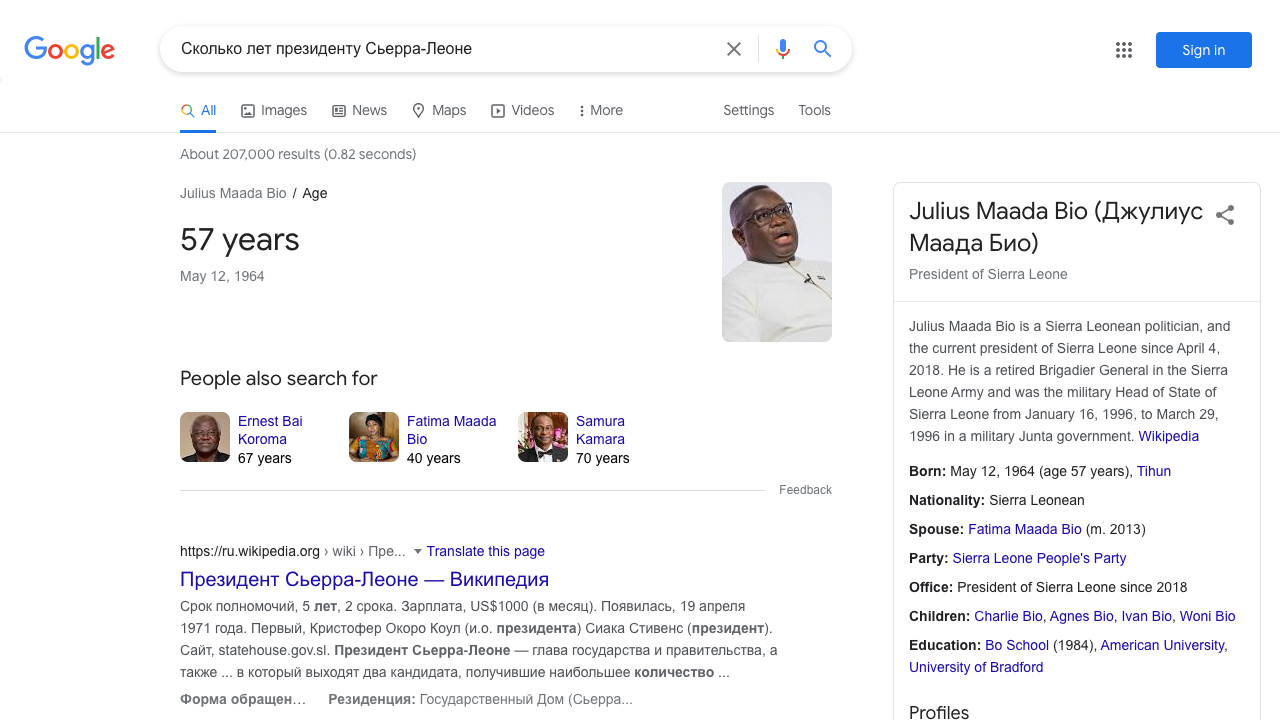 Google
Сколько лет президенту Сьерра-Леоне
Sign in
All
Images
News
Maps
Videos
More
Settings
Tools
About 207,000 results (0.82 seconds)
Julius Maada Bio / Age
57 years
May 12, 1964
People also search for
Ernest Bai
Koroma
67 years
Fatima Maada
Bio
40 years
Samura
Kamara
70 years
Feedback
https://ru.wikipedia.org › wiki › Пре... Translate this page
Президент Сьерра-Леоне — Википедия
Срок полномочий, 5 лет, 2 срока. Зарплата, US$1000 (в месяц). Появилась, 19 апреля
1971 года. Первый, Кристофер Окоро Коул (и.о. президента) Сиака Стивенс (президент).
Сайт, statehouse.gov.sl. Президент Сьерра-Леоне — глава государства и правительства, а
также ... в который выходят два кандидата, получившие наибольшее количество ...
Форма обращен… Резиденция: Государственный Дом (Сьерра...
Julius Maada Bio (Джулиус
Маада Био)
President of Sierra Leone
Julius Maada Bio is a Sierra Leonean politician, and
the current president of Sierra Leone since April 4,
2018. He is a retired Brigadier General in the Sierra
Leone Army and was the military Head of State of
Sierra Leone from January 16, 1996, to March 29,
1996 in a military Junta government. Wikipedia
Born: May 12, 1964 (age 57 years), Tihun
Nationality: Sierra Leonean
Spouse: Fatima Maada Bio (m. 2013)
Party: Sierra Leone People's Party
Office: President of Sierra Leone since 2018
Children: Charlie Bio, Agnes Bio, Ivan Bio, Woni Bio
Education: Bo School (1984), American University,
University of Bradford
Profiles